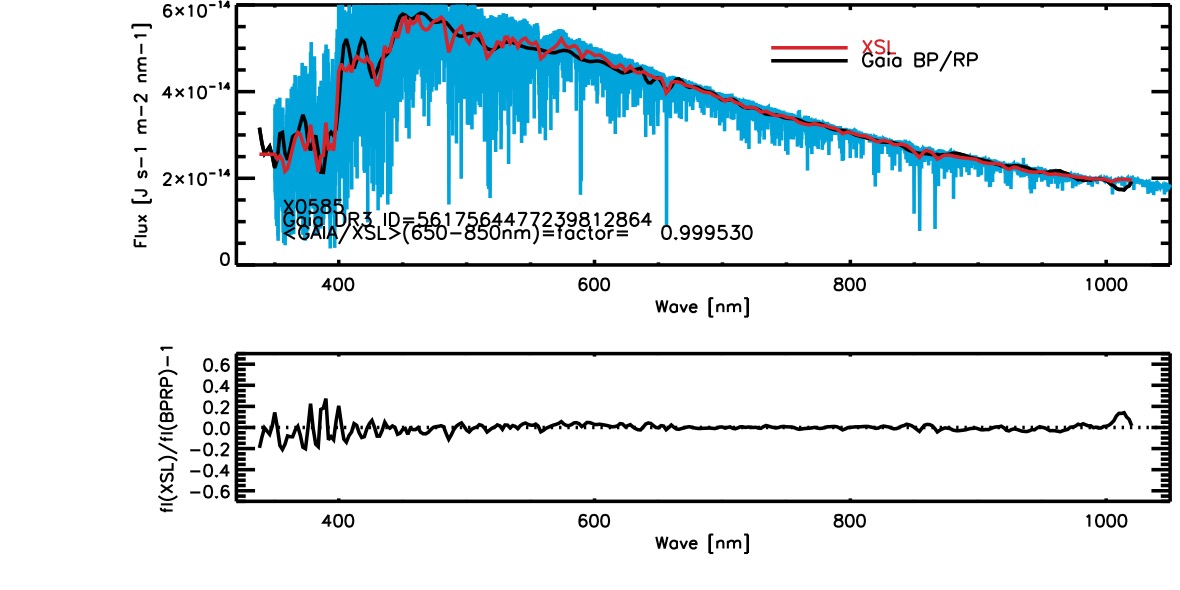 6×10−14
4×10−14
2×10−14
0
Flux [J s−1 m−2 nm−1]
XSL
Gaia BP/RP
X0585
Gaia DR3 ID=5617564477239812864
<GAIA/XSL>(650−850nm)=factor= 0.999530
400 600 800 1000
Wave [nm]
0.6
0.4
0.2
0.0
−0.2
−0.4
−0.6
fl(XSL)/fl(BPRP)−1
400 600 800 1000
Wave [nm]